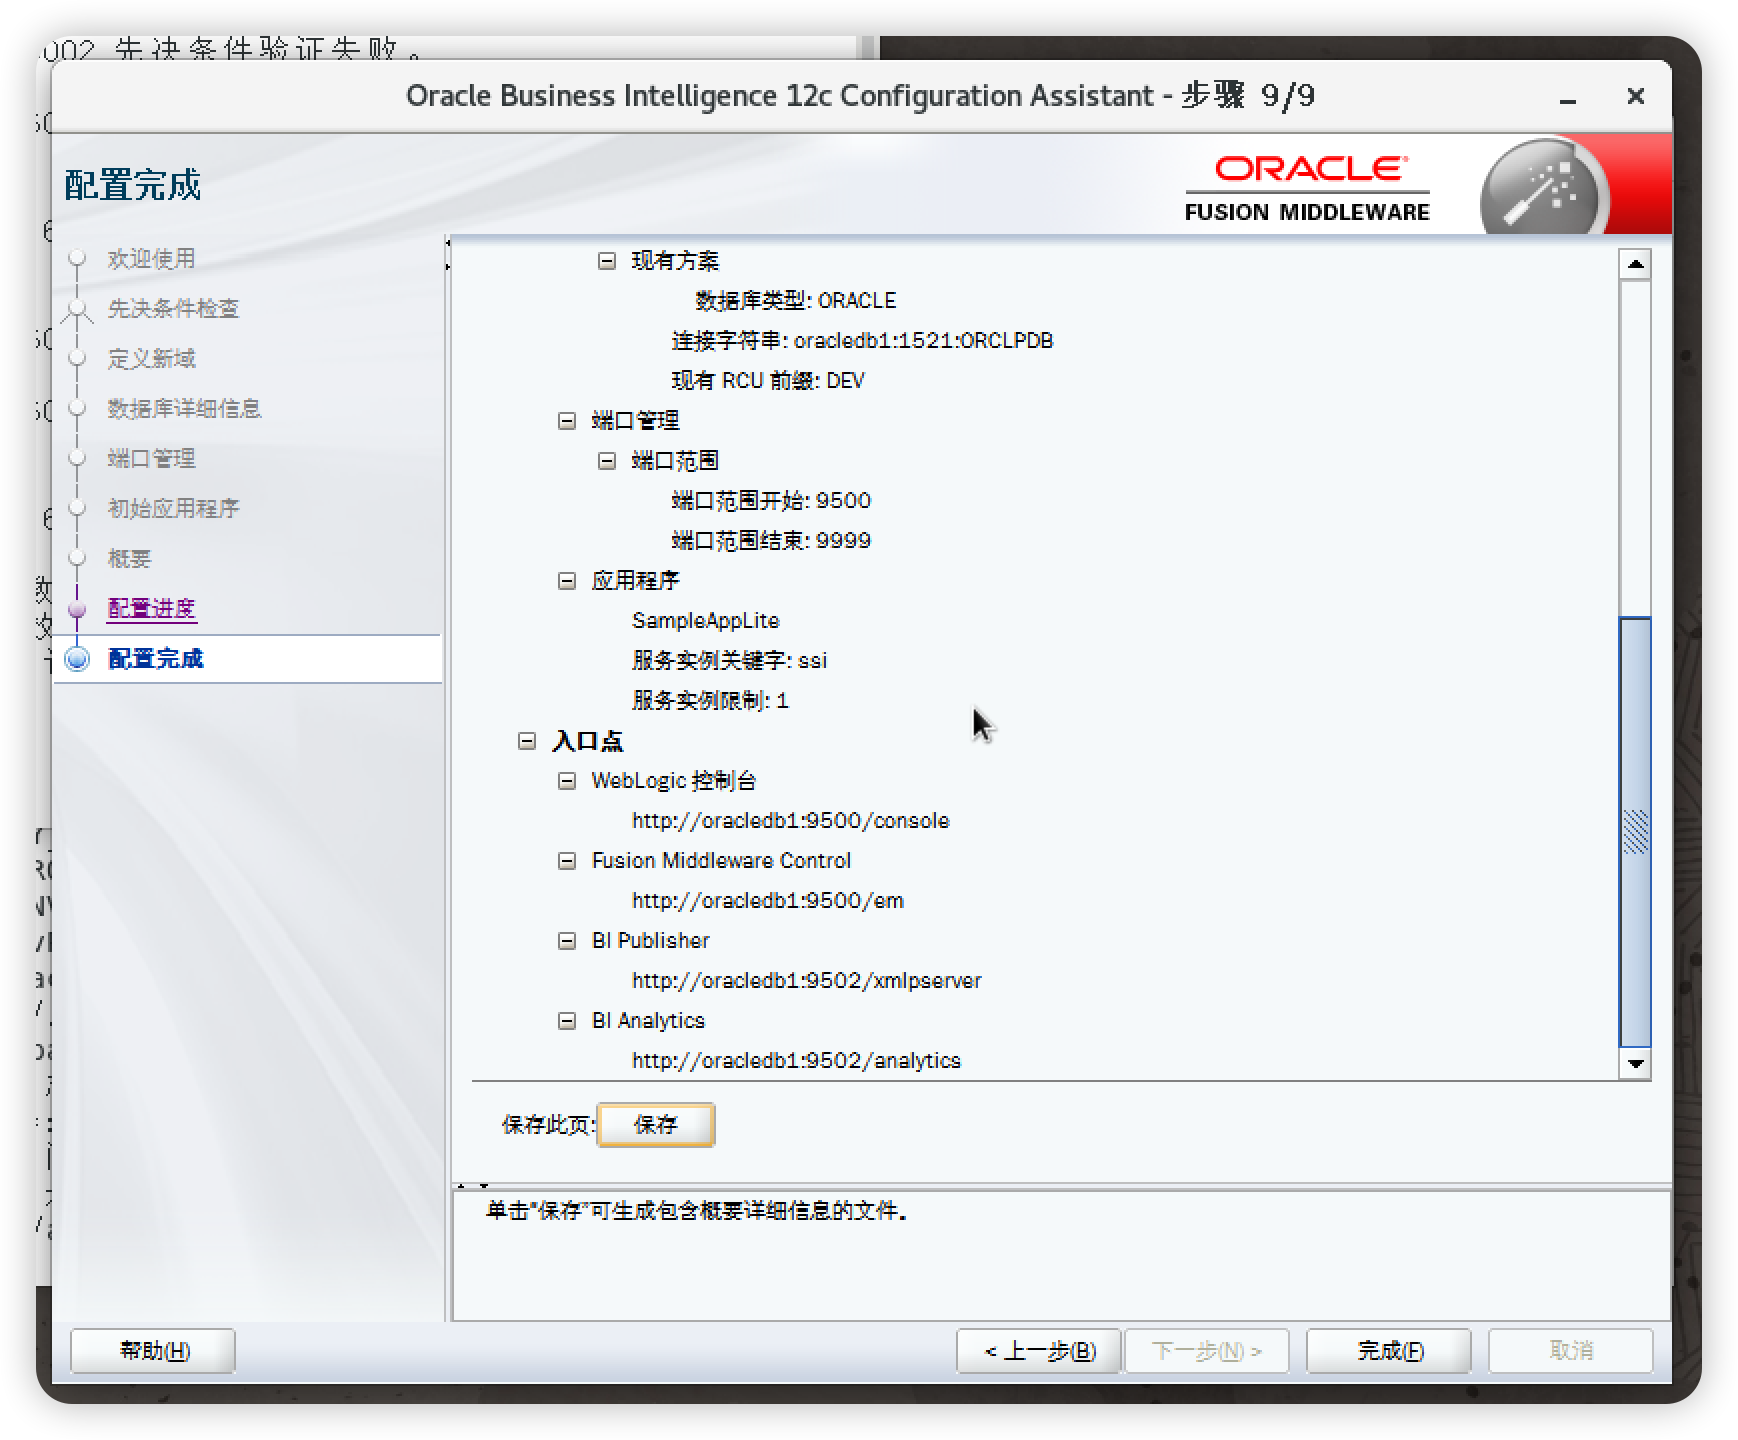 002 先决条件验证失败。
Oracle Business Intelligence 12c Configuration Assistant - 步骤 9/9
配置完成
ORACLE
FUSION MIDDLEWARE
欢迎使用
先决条件检查
定义新域
数据库详细信息
端口管理
初始应用程序
概要
配置进度
配置完成
现有方案
数据库类型: ORACLE
连接字符串: oracledb1:1521:ORCLPDB
现有 RCU 前缀: DEV
端口管理
端口范围
端口范围开始: 9500
端口范围结束: 9999
应用程序
SampleAppLite
服务实例关键字: ssi
服务实例限制: 1
入口点
WebLogic 控制台
http://oracledb1:9500/console
Fusion Middleware Control
http://oracledb1:9500/em
BI Publisher
http://oracledb1:9502/xmlpserver
BI Analytics
http://oracledb1:9502/analytics
保存此页: 保存
单击"保存"可生成包含概要详细信息的文件。
帮助(H)
< 上一步(B)
下一步(N) >
完成(F)
取消